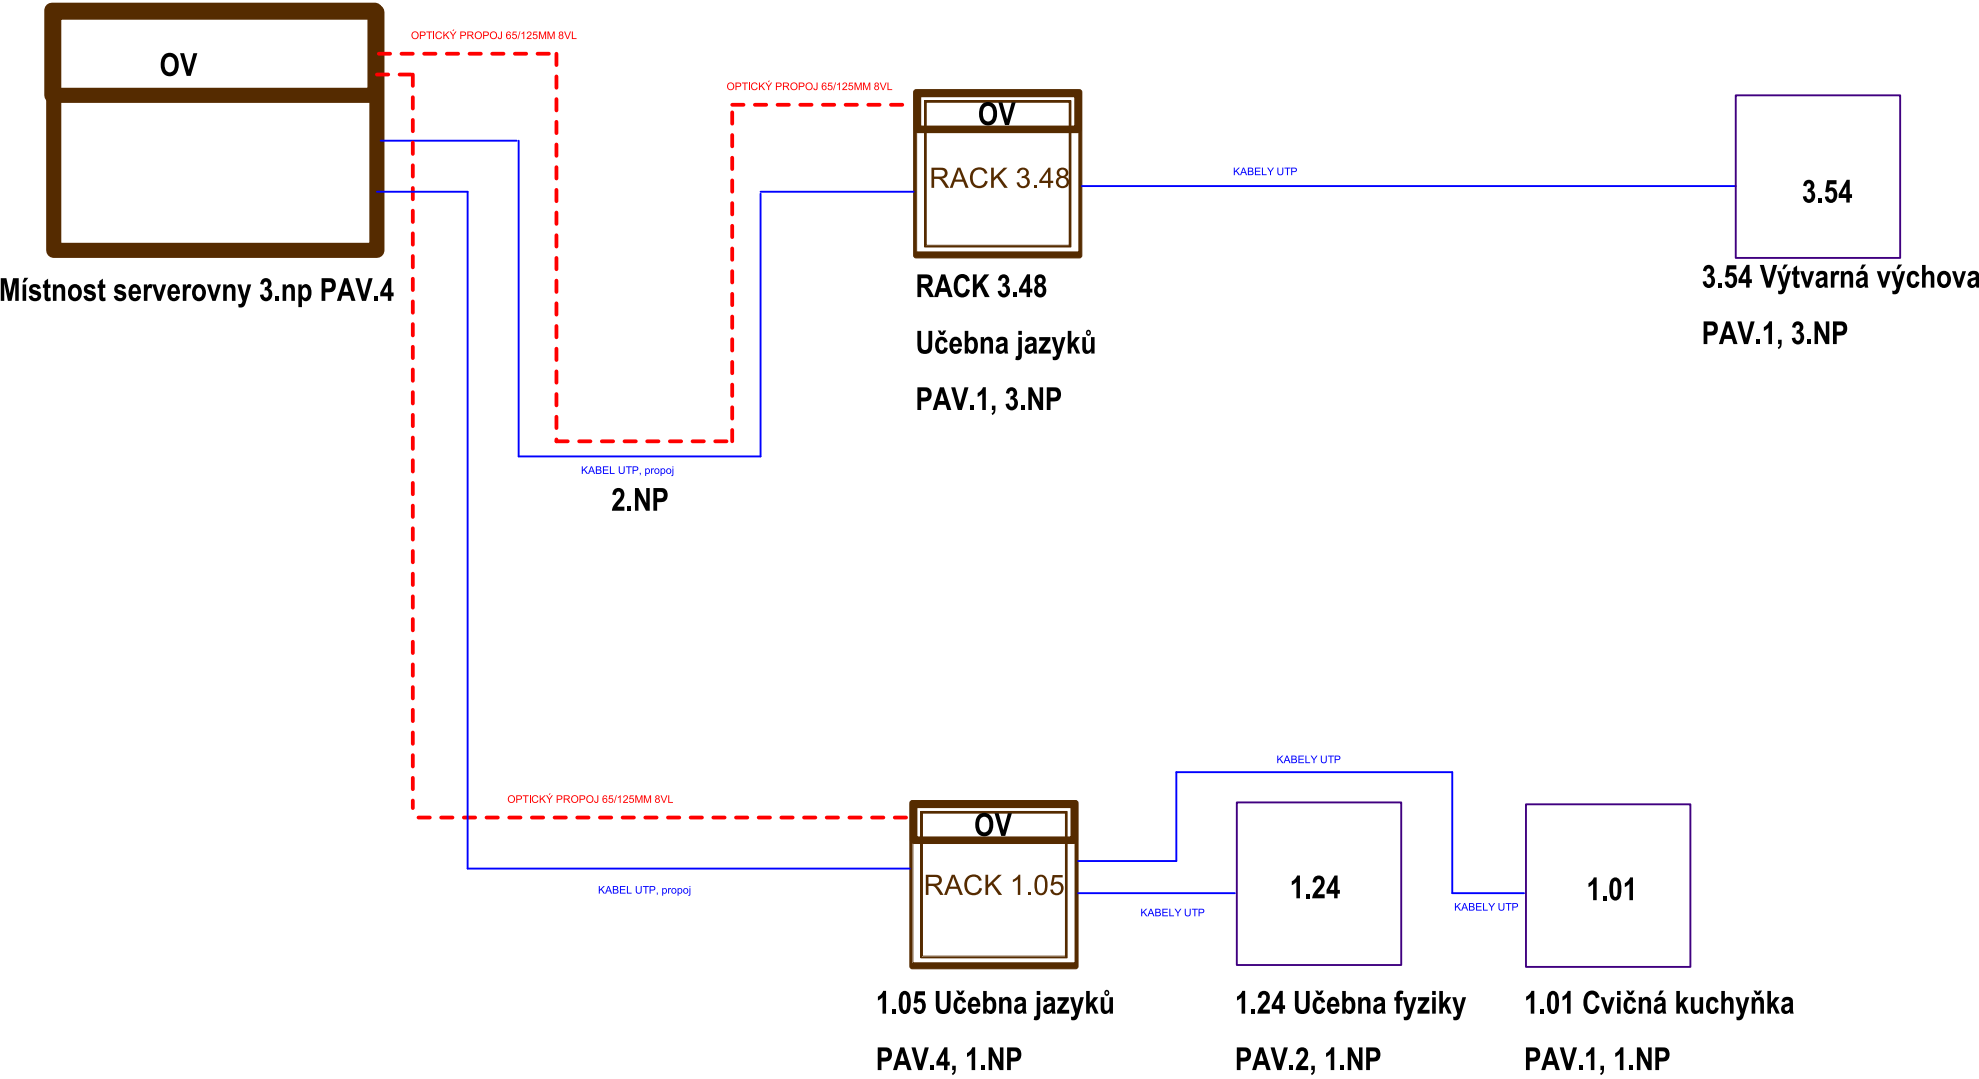 OV
OPTICKÝ PROPOJ 65/125MM 8VL
Místnost serverovny 3.np PAV.4
OPTICKÝ PROPOJ 65/125MM 8VL
OV
RACK 3.48
RACK 3.48
Učebna jazyků
PAV.1, 3.NP
KABELY UTP
3.54
3.54 Výtvarná výchova
PAV.1, 3.NP
KABEL UTP, propoj
2.NP
OPTICKÝ PROPOJ 65/125MM 8VL
KABEL UTP, propoj
OV
RACK 1.05
1.05 Učebna jazyků
PAV.4, 1.NP
KABELY UTP
KABELY UTP
1.24
1.24 Učebna fyziky
PAV.2, 1.NP
KABELY UTP
1.01
1.01 Cvičná kuchyňka
PAV.1, 1.NP